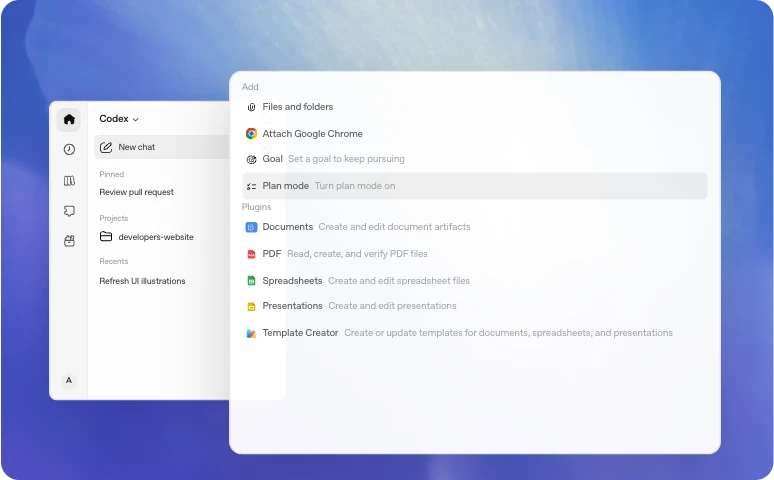 Codex
New chat
Pinned
Review pull request
Projects
developers-website
Recents
Refresh UI illustrations
A
Add
Files and folders
Attach Google Chrome
Goal Set a goal to keep pursuing
Plan mode Turn plan mode on
Plugins
Documents Create and edit document artifacts
PDF Read, create, and verify PDF files
Spreadsheets Create and edit spreadsheet files
Presentations Create and edit presentations
Template Creator Create or update templates for documents, spreadsheets, and presentations